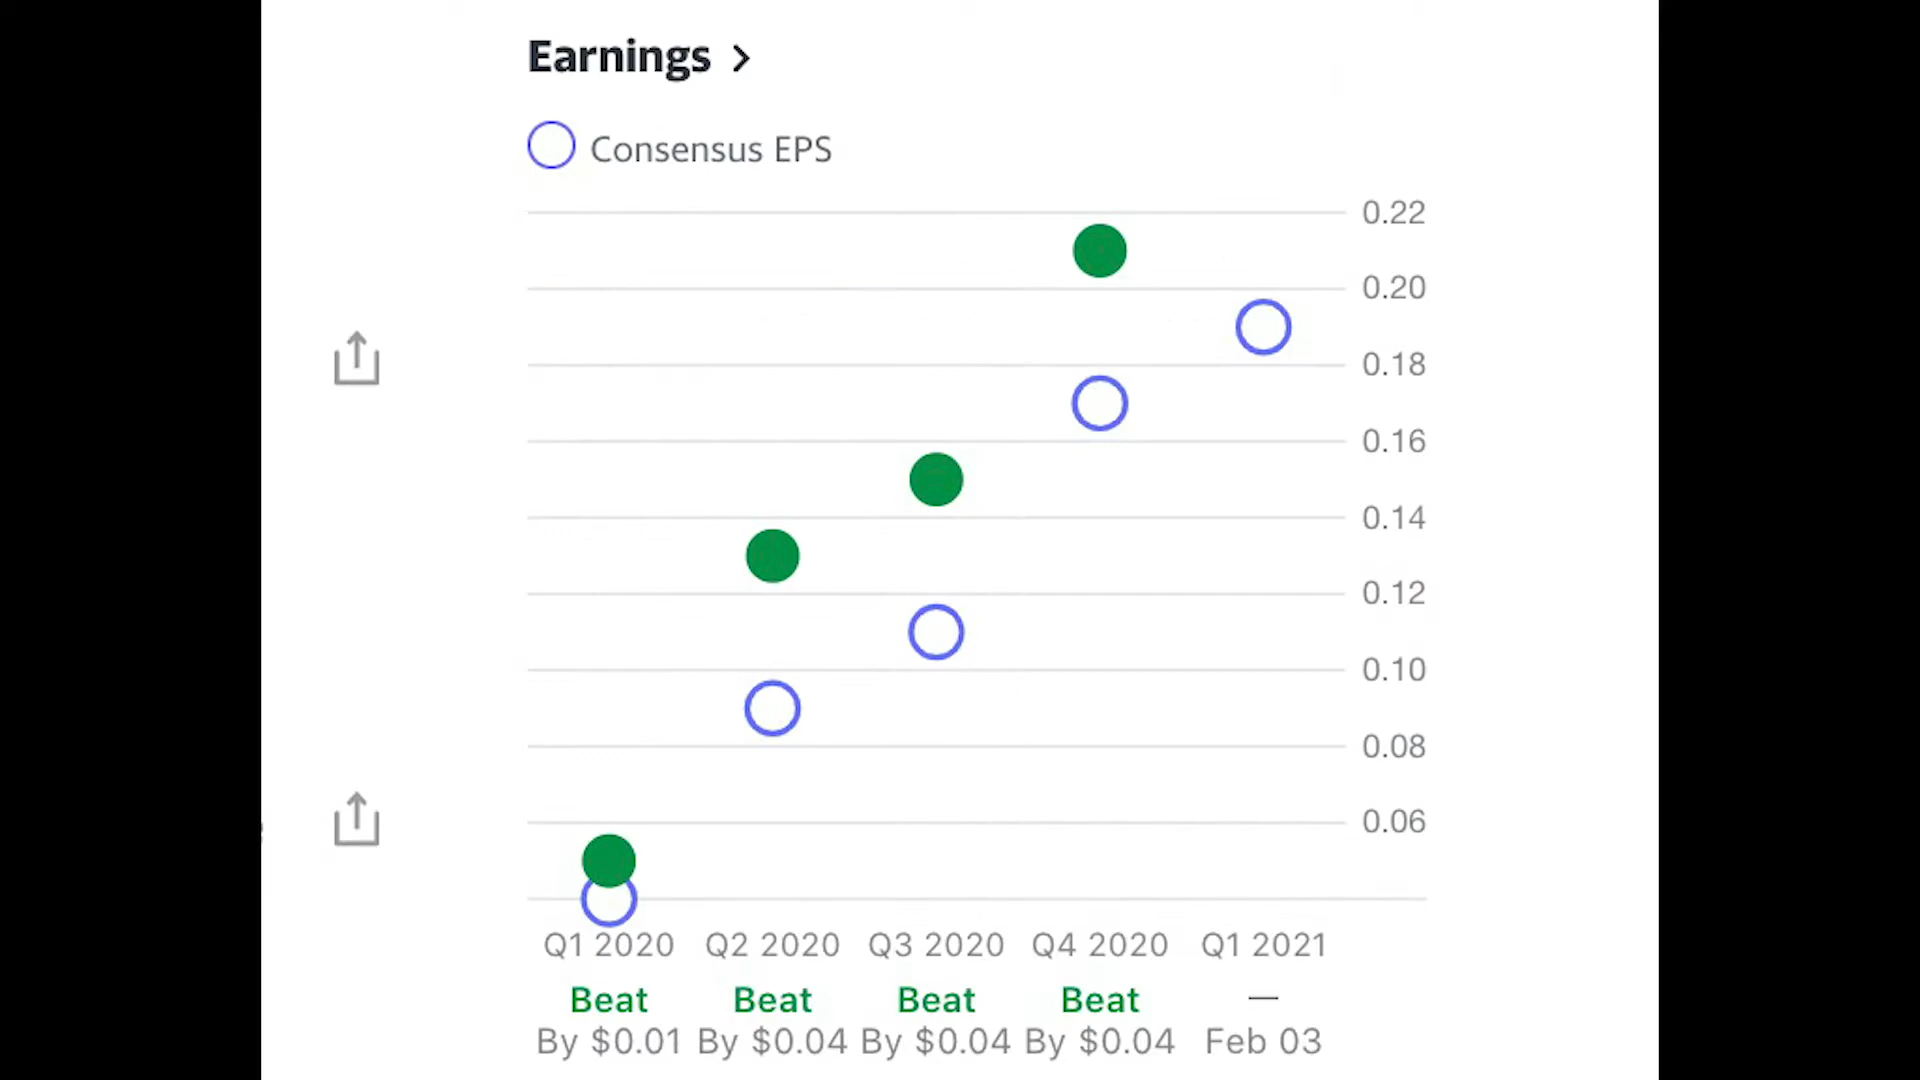 Earnings >
Consensus EPS
0.22
0.20
0.18
0.16
0.14
0.12
0.10
0.08
0.06
Q1 2020 Q2 2020 Q3 2020 Q4 2020 Q1 2021
Beat Beat Beat Beat —
By $0.01 By $0.04 By $0.04 By $0.04 Feb 03